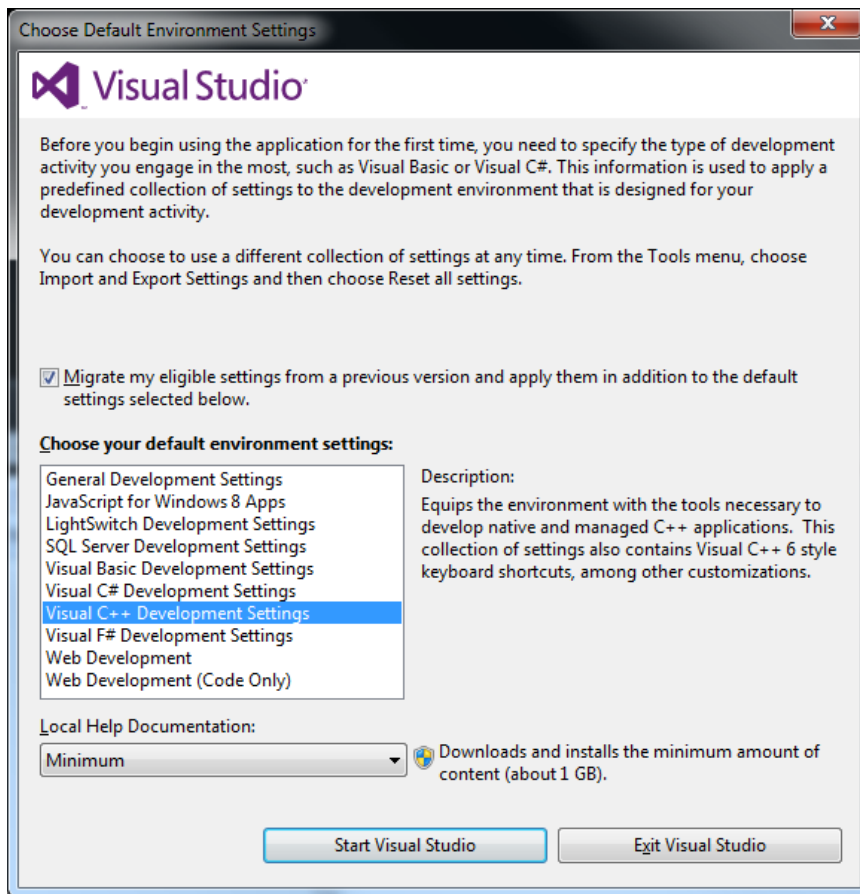 Choose Default Environment Settings
Visual Studio
Before you begin using the application for the first time, you need to specify the type of development
activity you engage in the most, such as Visual Basic or Visual C#. This information is used to apply a
predefined collection of settings to the development environment that is designed for your
development activity.
You can choose to use a different collection of settings at any time. From the Tools menu, choose
Import and Export Settings and then choose Reset all settings.
Migrate my eligible settings from a previous version and apply them in addition to the default
settings selected below.
Choose your default environment settings:
General Development Settings
JavaScript for Windows 8 Apps
LightSwitch Development Settings
SQL Server Development Settings
Visual Basic Development Settings
Visual C# Development Settings
Visual C++ Development Settings
Visual F# Development Settings
Web Development
Web Development (Code Only)
Description:
Equips the environment with the tools necessary to
develop native and managed C++ applications. This
collection of settings also contains Visual C++ 6 style
keyboard shortcuts, among other customizations.
Local Help Documentation:
Minimum
Downloads and installs the minimum amount of
content (about 1 GB).
Start Visual Studio
Exit Visual Studio